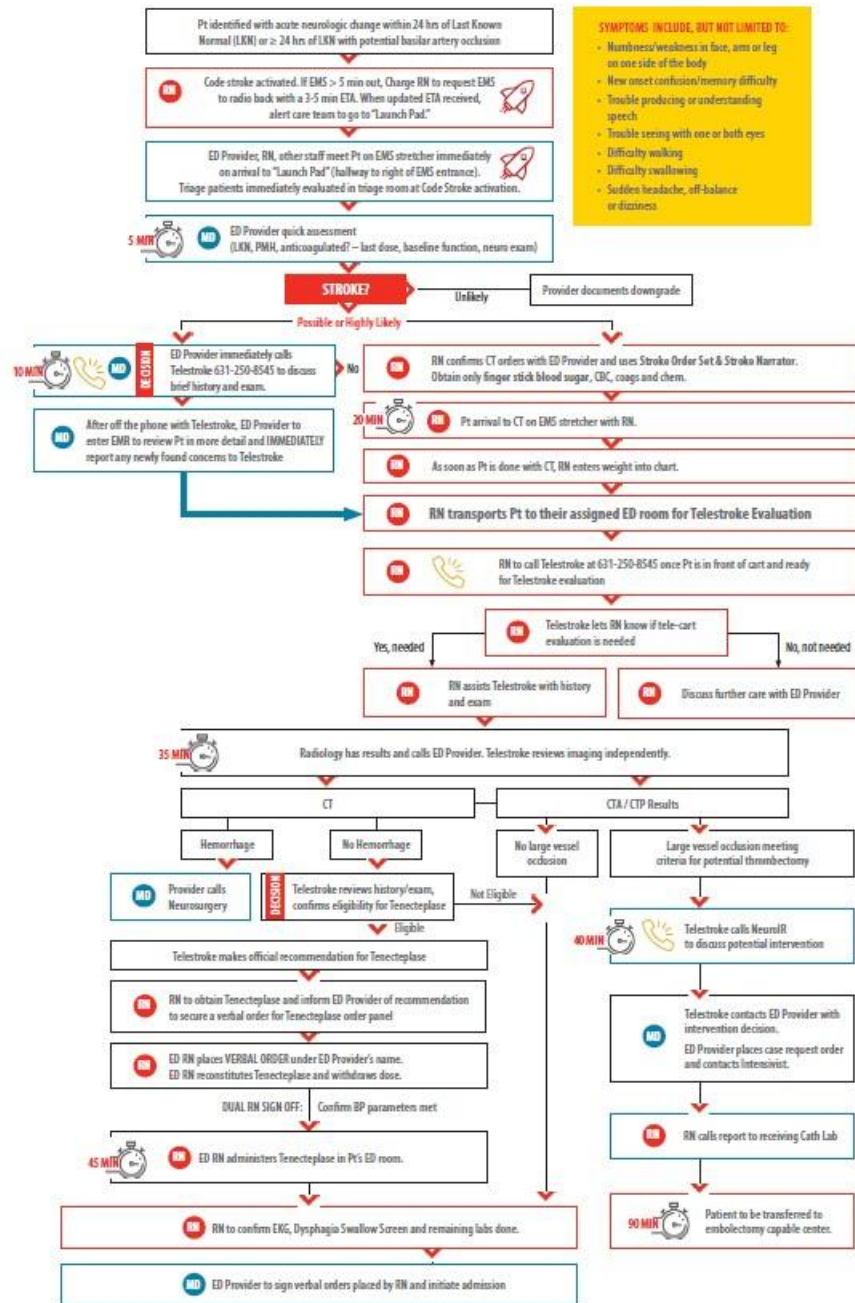 Pt identified with acute neurologic change within 24 hrs of Last Known
Normal (LKN) or ≥ 24 hrs of LKN with potential basilar artery occlusion
SYMPTOMS INCLUDE, BUT NOT LIMITED TO:
• Numbness/weakness in face, arm or leg
on one side of the body
• New onset confusion/memory difficulty
• Trouble producing or understanding
speech
• Trouble seeing with one or both eyes
• Difficulty walking
• Difficulty swallowing
• Sudden headache, off-balance
or dizziness
RN
Code stroke activated. If EMS > 5 min out, Charge RN to request EMS
to radio back with a 3-5 min ETA. When updated ETA received,
alert care team to go to "Launch Pad."
ED Provider, RN, other staff meet Pt on EMS stretcher immediately
on arrival to "Launch Pad" (hallway to right of EMS entrance).
Triage patients immediately evaluated in triage room at Code Stroke activation.
5 MIN
MD
ED Provider quick assessment
(LKN, PMH, anticoagulated? – last dose, baseline function, neuro exam)
STROKE?
Unlikely
Provider documents downgrade
Possible or Highly Likely
10 MIN
MD
DECISION
ED Provider immediately calls
Telestroke 631-250-8545 to discuss
brief history and exam.
No
MD
After off the phone with Telestroke, ED Provider to
enter EMR to review Pt in more detail and IMMEDIATELY
report any newly found concerns to Telestroke
RN
RN confirms CT orders with ED Provider and uses Stroke Order Set & Stroke Narrator.
Obtain only finger stick blood sugar, CBC, coags and chem.
20 MIN
RN
Pt arrival to CT on EMS stretcher with RN.
RN
As soon as Pt is done with CT, RN enters weight into chart.
RN
RN transports Pt to their assigned ED room for Telestroke Evaluation
RN
RN to call Telestroke at 631-250-8545 once Pt is in front of cart and ready
for Telestroke evaluation
RN
Telestroke lets RN know if tele-cart
evaluation is needed
Yes, needed
No, not needed
RN
RN assists Telestroke with history
and exam
RN
Discuss further care with ED Provider
35 MIN
Radiology has results and calls ED Provider. Telestroke reviews imaging independently.
CT
CTA / CTP Results
Hemorrhage
No Hemorrhage
No large vessel
occlusion
Large vessel occlusion meeting
criteria for potential thrombectomy
MD
Provider calls
Neurosurgery
DECISION
Telestroke reviews history/exam,
confirms eligibility for Tenecteplase
Not Eligible
Eligible
Telestroke makes official recommendation for Tenecteplase
RN
RN to obtain Tenecteplase and inform ED Provider of recommendation
to secure a verbal order for Tenecteplase order panel
RN
ED RN places VERBAL ORDER under ED Provider's name.
ED RN reconstitutes Tenecteplase and withdraws dose.
DUAL RN SIGN OFF: Confirm BP parameters met
45 MIN
RN
ED RN administers Tenecteplase in Pt's ED room.
40 MIN
Telestroke calls NeuroIR
to discuss potential intervention
MD
Telestroke contacts ED Provider with
intervention decision.
ED Provider places case request order
and contacts Intensivist.
RN
RN calls report to receiving Cath Lab
90 MIN
Patient to be transferred to
embolectomy capable center.
RN
RN to confirm EKG, Dysphagia Swallow Screen and remaining labs done.
MD
ED Provider to sign verbal orders placed by RN and initiate admission